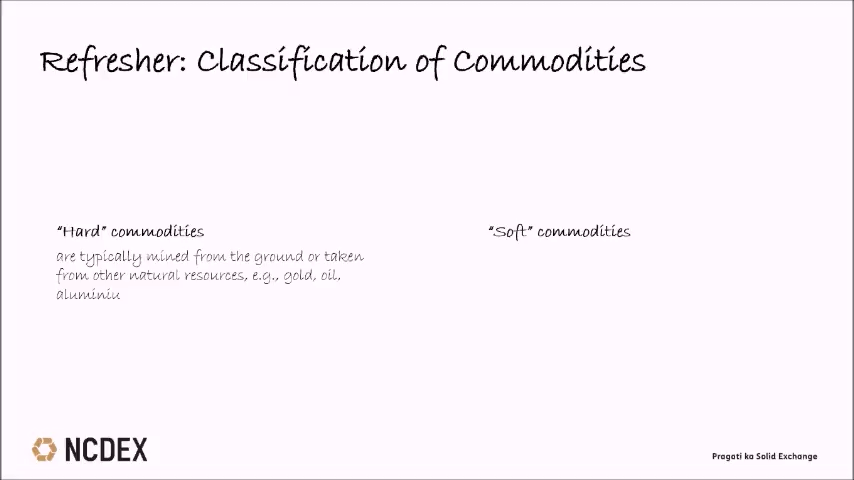 Refresher: Classification of Commodities
“Hard” commodities
are typically mined from the ground or taken
from other natural resources, e.g., gold, oil,
aluminiu
“Soft” commodities
NCDEX
Pragati ka Solid Exchange